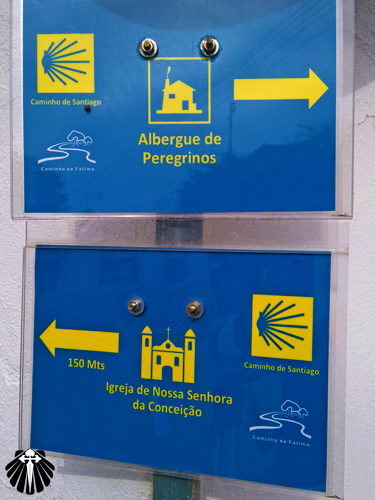 Caminho de Santiago
Albergue de
Peregrinos
Caminho de Fatima
150 Mts
Igreja de Nossa Senhora
da Conceição
Caminho de Santiago
Caminho de Fatima